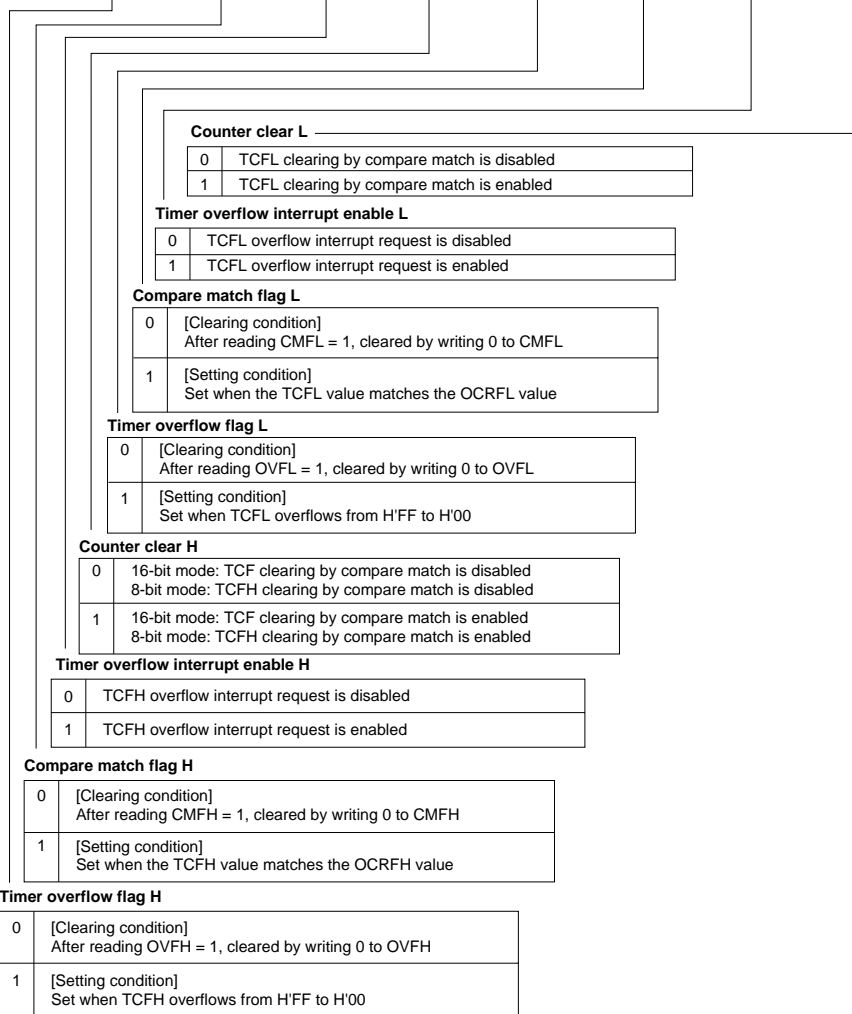 Counter clear L
0 TCFL clearing by compare match is disabled
1 TCFL clearing by compare match is enabled
Timer overflow interrupt enable L
0 TCFL overflow interrupt request is disabled
1 TCFL overflow interrupt request is enabled
Compare match flag L
0 [Clearing condition]
After reading CMFL = 1, cleared by writing 0 to CMFL
1 [Setting condition]
Set when the TCFL value matches the OCRFL value
Timer overflow flag L
0 [Clearing condition]
After reading OVFL = 1, cleared by writing 0 to OVFL
1 [Setting condition]
Set when TCFL overflows from H'FF to H'00
Counter clear H
0 16-bit mode: TCF clearing by compare match is disabled
8-bit mode: TCFH clearing by compare match is disabled
1 16-bit mode: TCF clearing by compare match is enabled
8-bit mode: TCFH clearing by compare match is enabled
Timer overflow interrupt enable H
0 TCFH overflow interrupt request is disabled
1 TCFH overflow interrupt request is enabled
Compare match flag H
0 [Clearing condition]
After reading CMFH = 1, cleared by writing 0 to CMFH
1 [Setting condition]
Set when the TCFH value matches the OCRFH value
Timer overflow flag H
0 [Clearing condition]
After reading OVFH = 1, cleared by writing 0 to OVFH
1 [Setting condition]
Set when TCFH overflows from H'FF to H'00